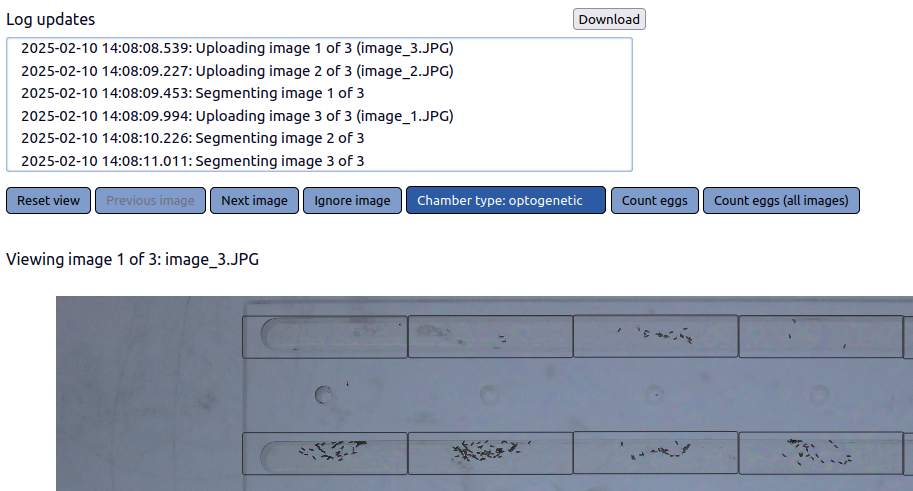 Log updates
Download
2025-02-10 14:08:08.539: Uploading image 1 of 3 (image_3.JPG)
2025-02-10 14:08:09.227: Uploading image 2 of 3 (image_2.JPG)
2025-02-10 14:08:09.453: Segmenting image 1 of 3
2025-02-10 14:08:09.994: Uploading image 3 of 3 (image_1.JPG)
2025-02-10 14:08:10.226: Segmenting image 2 of 3
2025-02-10 14:08:11.011: Segmenting image 3 of 3
Reset view Previous image Next image Ignore image Chamber type: optogenetic Count eggs Count eggs (all images)
Viewing image 1 of 3: image_3.JPG